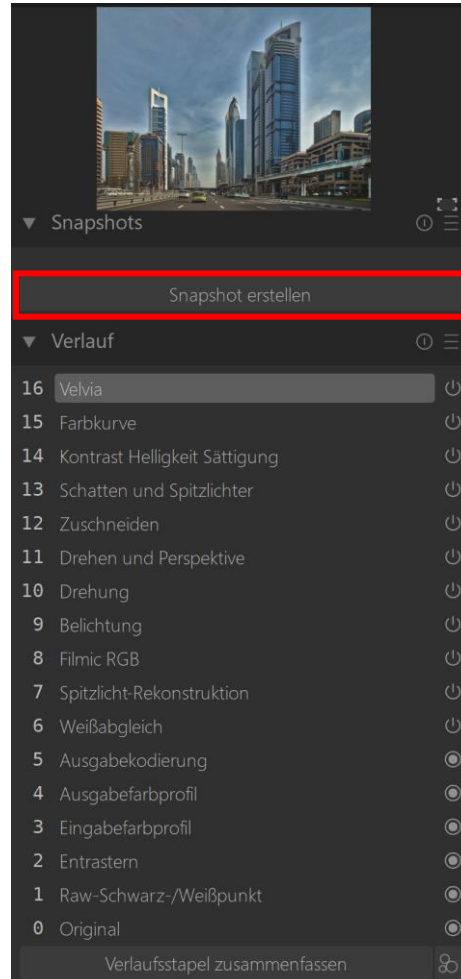 Snapshots
Snapshot erstellen
Verlauf
16 Velvia
15 Farbkurve
14 Kontrast Helligkeit Sättigung
13 Schatten und Spitzlichter
12 Zuschneiden
11 Drehen und Perspektive
10 Drehung
9 Belichtung
8 Filmic RGB
7 Spitzlicht-Rekonstruktion
6 Weißabgleich
5 Ausgabekodierung
4 Ausgabefarbprofil
3 Eingabefarbprofil
2 Entrastern
1 Raw-Schwarz-/Weißpunkt
0 Original
Verlaufsstapel zusammenfassen